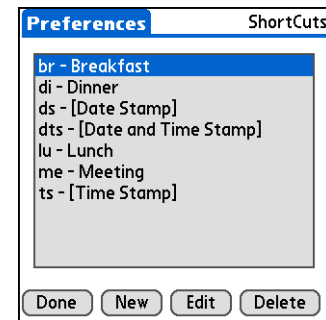 Preferences ShortCuts
br - Breakfast
di - Dinner
ds - [Date Stamp]
dts - [Date and Time Stamp]
lu - Lunch
me - Meeting
ts - [Time Stamp]
Done New Edit Delete